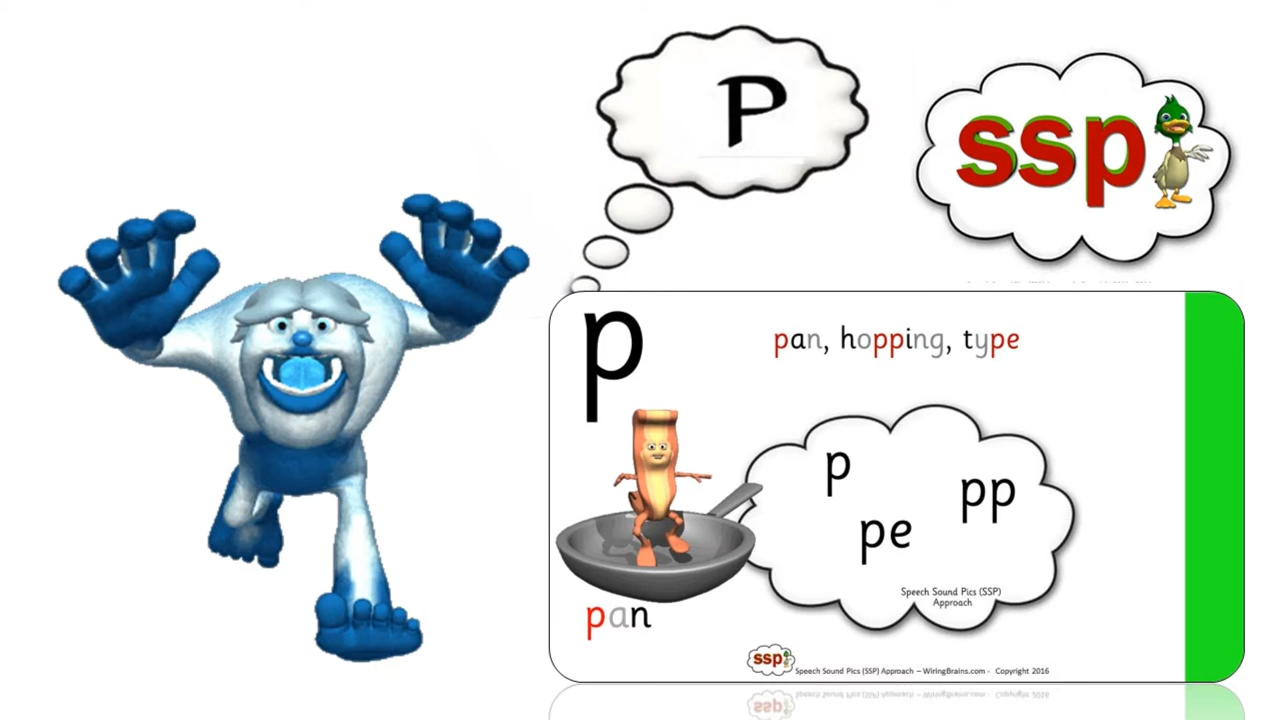 P
ssp
p
pan, hopping, type
p
pp
pe
Speech Sound Pics (SSP)
Approach
pan
ssp
Speech Sound Pics (SSP) Approach – WiringBrains.com - Copyright 2016